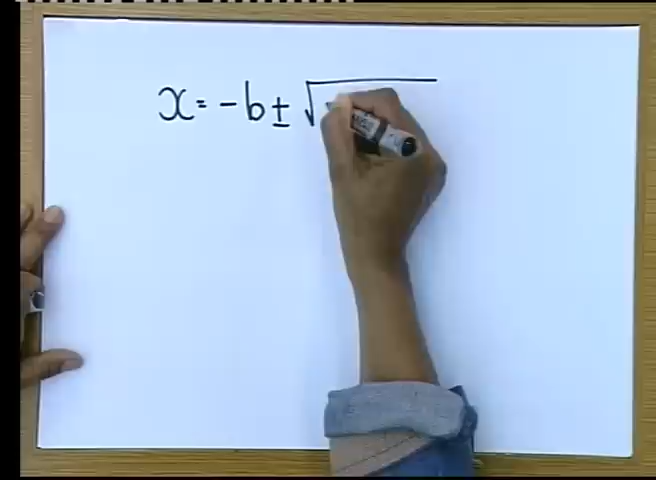 x = -b ± √